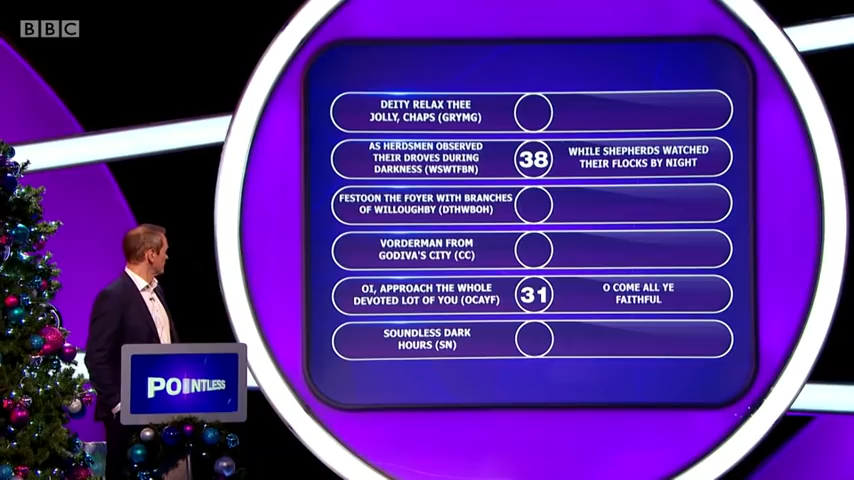 BBC
DEITY RELAX THEE
JOLLY, CHAPS (GRYMG)
AS HERDSMEN OBSERVED
THEIR DROVES DURING
DARKNESS (WSWTFBN)
38
WHILE SHEPHERDS WATCHED
THEIR FLOCKS BY NIGHT
FESTOON THE FOYER WITH BRANCHES
OF WILLOUGHBY (DTHWBOH)
VORDERMAN FROM
GODIVA'S CITY (CC)
OI, APPROACH THE WHOLE
DEVOTED LOT OF YOU (OCAYF)
31
O COME ALL YE
FAITHFUL
SOUNDLESS DARK
HOURS (SN)
POINTLESS